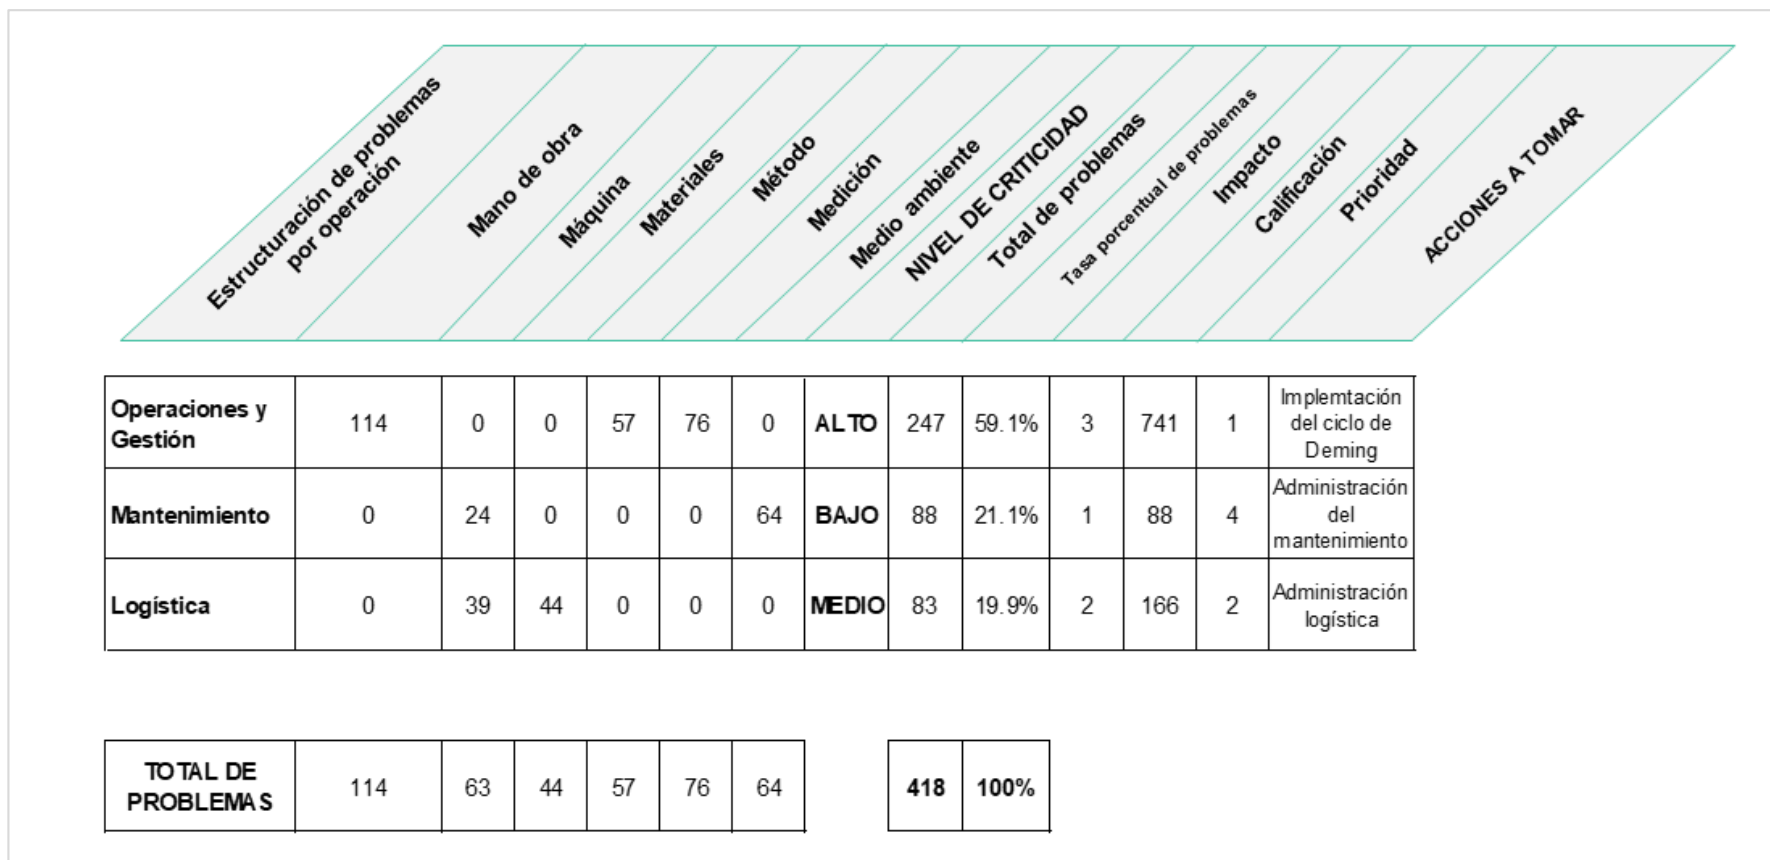 Estructuración de problemas
por operación
Mano de obra
Máquina
Materiales
Método
Medición
Medio ambiente
NIVEL DE CRITICIDAD
Total de problemas
Tasa porcentual de problemas
Impacto
Calificación
Prioridad
ACCIONES A TOMAR
Operaciones y
Gestión
114 0 0 57 76 0 ALTO 247 59.1% 3 741 1
Implemtación
del ciclo de
Deming
Mantenimiento 0 24 0 0 0 64 BAJO 88 21.1% 1 88 4
Administración
del
mantenimiento
Logística 0 39 44 0 0 0 MEDIO 83 19.9% 2 166 2
Administración
logística
TOTAL DE
PROBLEMAS
114 63 44 57 76 64 418 100%